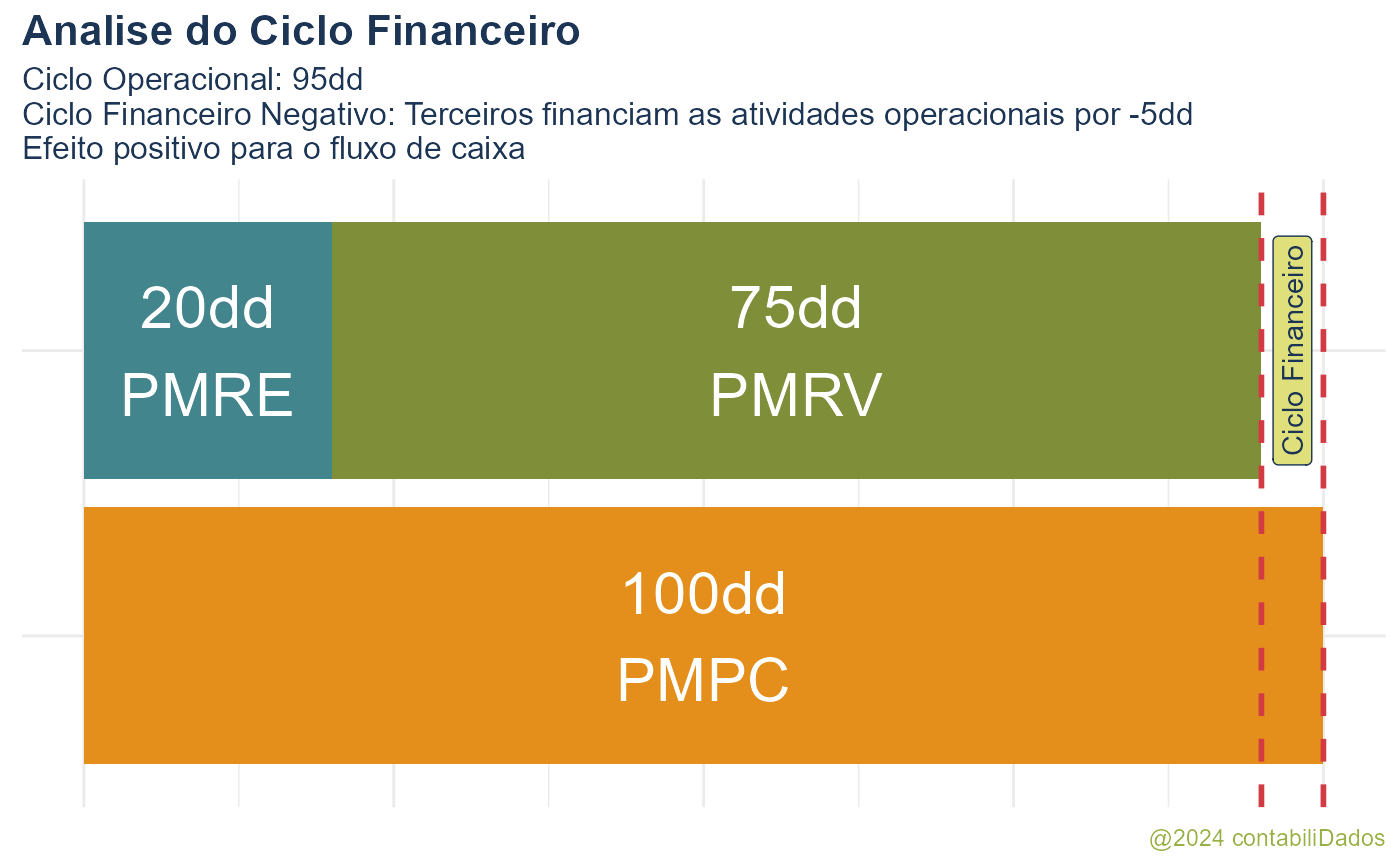 Analise do Ciclo Financeiro
Ciclo Operacional: 95dd
Ciclo Financeiro Negativo: Terceiros financiam as atividades operacionais por -5dd
Efeito positivo para o fluxo de caixa
20dd
PMRE
75dd
PMRV
Ciclo Financeiro
100dd
PMPC
@2024 contabiliDados